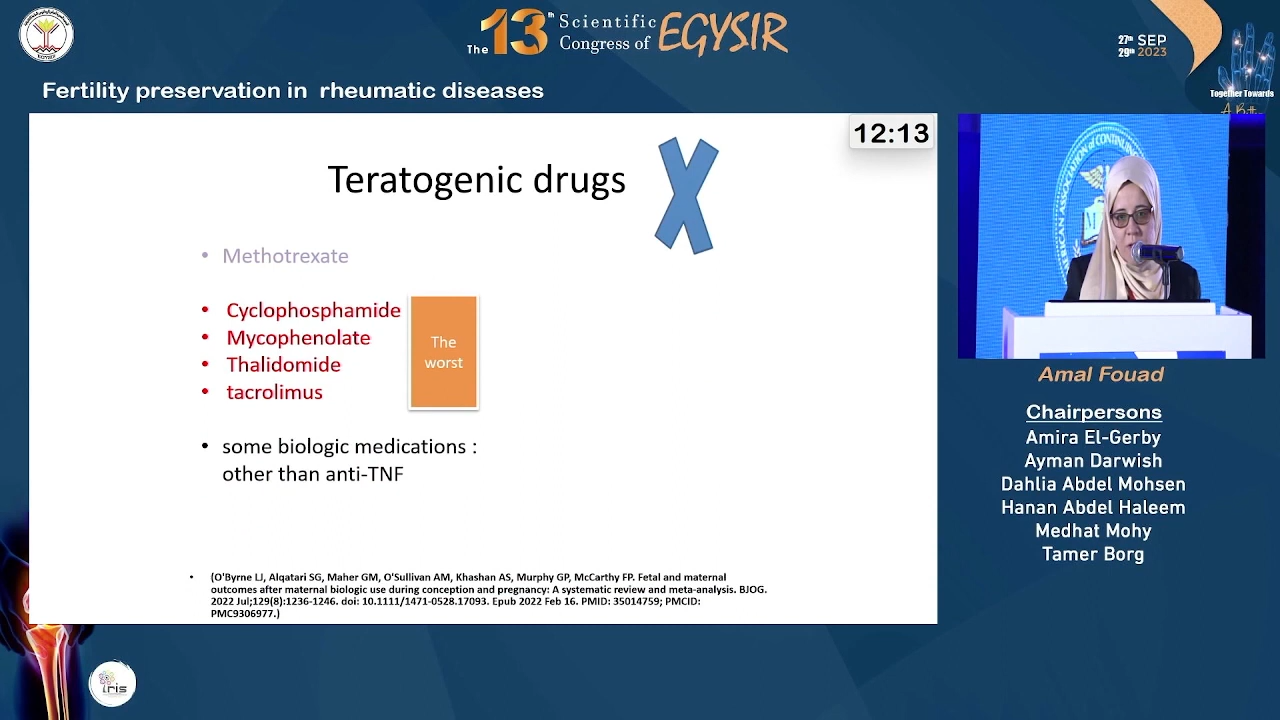 The 13th Scientific Congress of EGYSIR
27th SEP
29th 2023
Together Towards
Fertility preservation in rheumatic diseases
12:13
Teratogenic drugs
• Methotrexate
• Cyclophosphamide
• Mycophenolate
• Thalidomide
• tacrolimus
The
worst
• some biologic medications :
other than anti-TNF
• (O'Byrne LJ, Alqatari SG, Maher GM, O'Sullivan AM, Khashan AS, Murphy GP, McCarthy FP. Fetal and maternal
outcomes after maternal biologic use during conception and pregnancy: A systematic review and meta-analysis. BJOG.
2022 Jul;129(8):1236-1246. doi: 10.1111/1471-0528.17093. Epub 2022 Feb 16. PMID: 35014759; PMCID:
PMC9306977.)
Amal Fouad
Chairpersons
Amira El-Gerby
Ayman Darwish
Dahlia Abdel Mohsen
Hanan Abdel Haleem
Medhat Mohy
Tamer Borg
iris